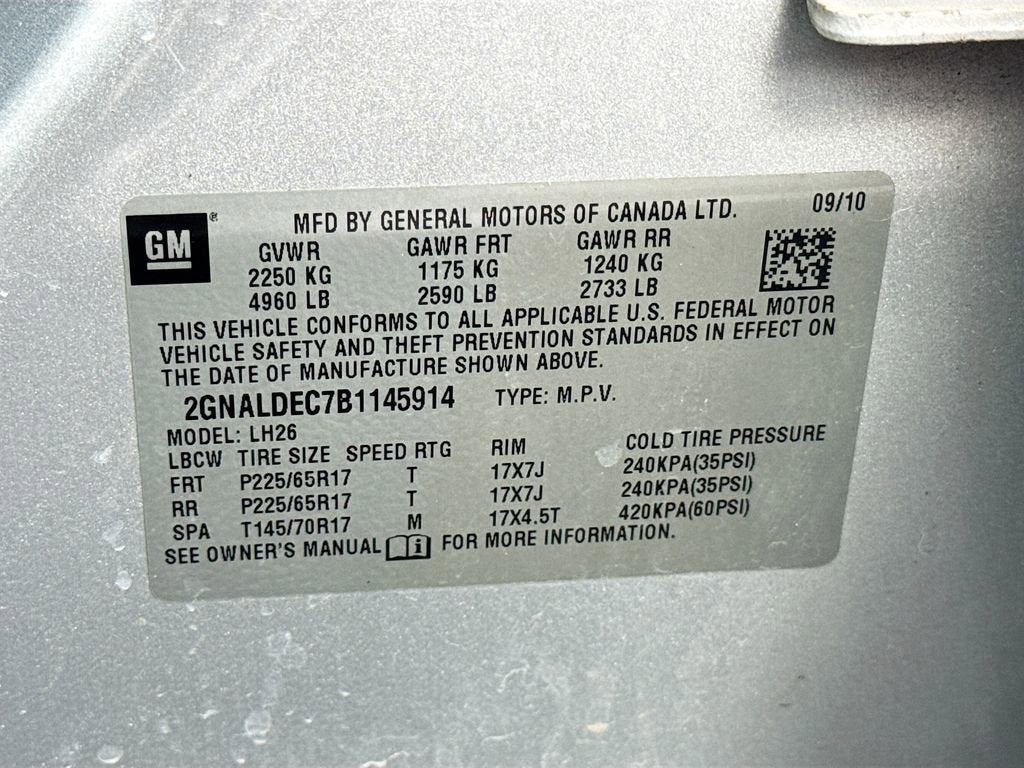 GM ®
MFD BY GENERAL MOTORS OF CANADA LTD. 09/10
GVWR GAWR FRT GAWR RR
2250 KG 1175 KG 1240 KG
4960 LB 2590 LB 2733 LB
THIS VEHICLE CONFORMS TO ALL APPLICABLE U.S. FEDERAL MOTOR
VEHICLE SAFETY AND THEFT PREVENTION STANDARDS IN EFFECT ON
THE DATE OF MANUFACTURE SHOWN ABOVE.
2GNALDEC7B1145914 TYPE: M.P.V.
MODEL: LH26
LBCW TIRE SIZE SPEED RTG RIM COLD TIRE PRESSURE
FRT P225/65R17 T 17X7J 240KPA(35PSI)
RR P225/65R17 T 17X7J 240KPA(35PSI)
SPA T145/70R17 M 17X4.5T 420KPA(60PSI)
SEE OWNER'S MANUAL i FOR MORE INFORMATION.